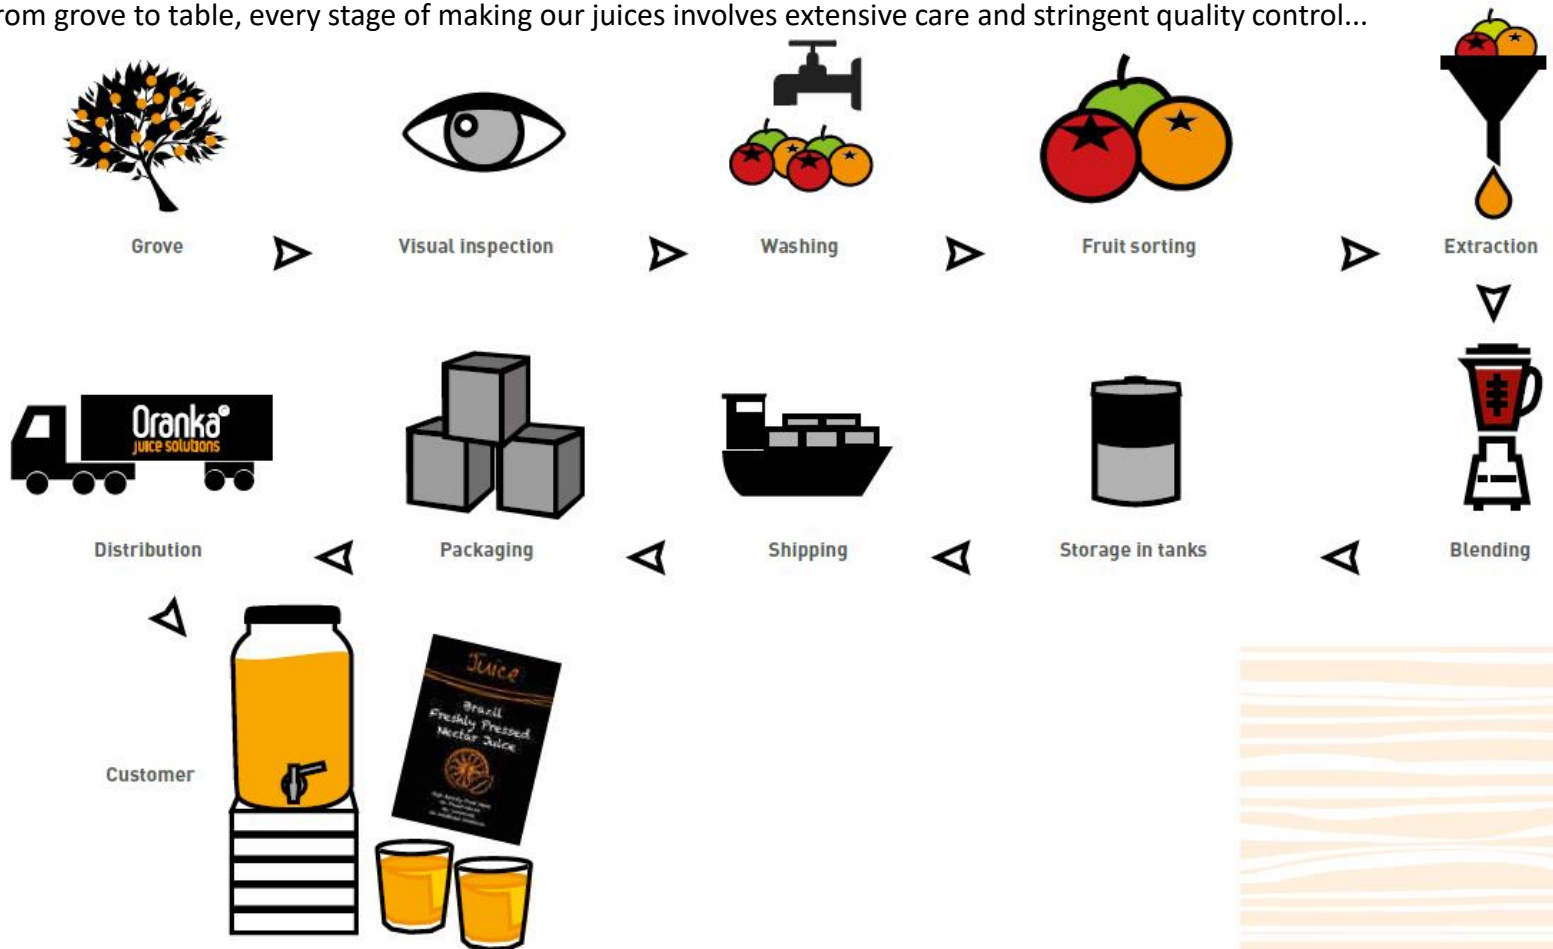 rom grove to table, every stage of making our juices involves extensive care and stringent quality control...
Grove
Visual inspection
Washing
Fruit sorting
Extraction
Oranka®
juice solutions
Distribution
Packaging
Shipping
Storage in tanks
Blending
Customer
Juice
Brazil
Freshly Pressed
Nectar Juice